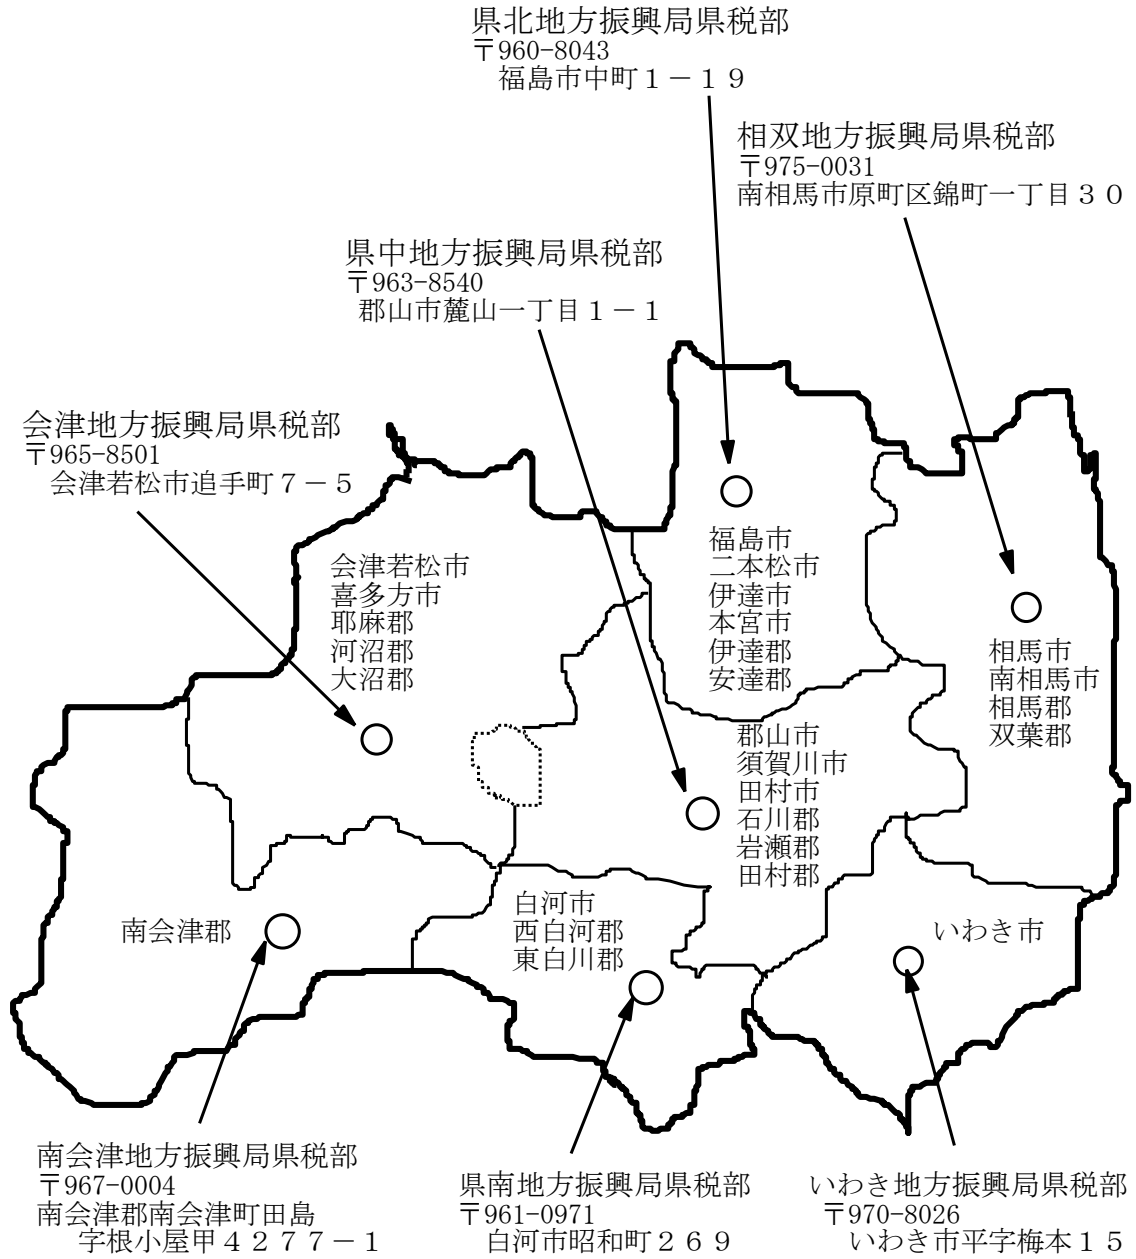 県北地方振興局県税部
〒960-8043
福島市中町１－１９
相双地方振興局県税部
〒975-0031
南相馬市原町区錦町一丁目３０
県中地方振興局県税部
〒963-8540
郡山市麓山一丁目１－１
会津地方振興局県税部
〒965-8501
会津若松市追手町７－５
福島市
二本松市
伊達市
本宮市
伊達郡
安達郡
会津若松市
喜多方市
耶麻郡
河沼郡
大沼郡
相馬市
南相馬市
相馬郡
双葉郡
郡山市
須賀川市
田村市
石川郡
岩瀬郡
田村郡
南会津郡
白河市
西白河郡
東白川郡
いわき市
南会津地方振興局県税部
〒967-0004
南会津郡南会津町田島
字根小屋甲４２７７－１
県南地方振興局県税部
〒961-0971
白河市昭和町２６９
いわき地方振興局県税部
〒970-8026
いわき市平字梅本１５